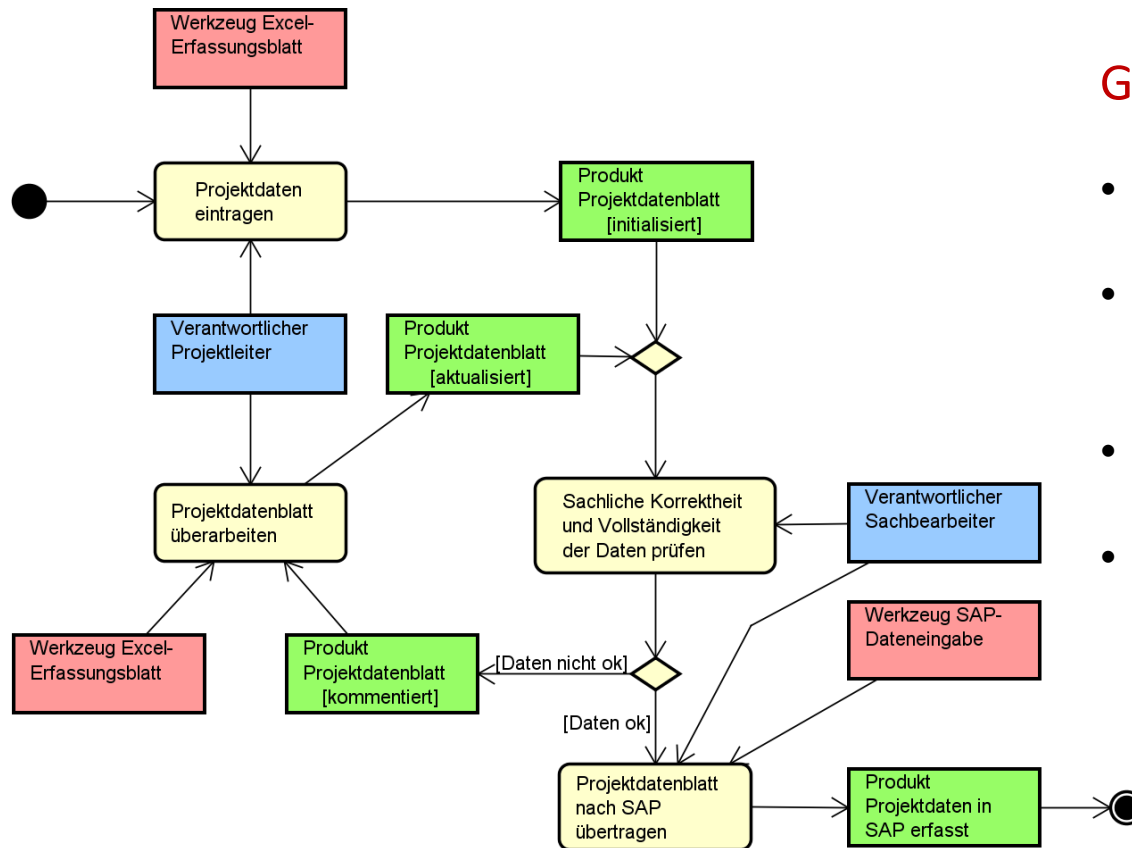 Werkzeug Excel-
Erfassungsblatt
G
Projektdaten
eintragen
Produkt
Projektdatenblatt
[initialisiert]
Verantwortlicher
Projektleiter
Produkt
Projektdatenblatt
[aktualisiert]
Projektdatenblatt
überarbeiten
Sachliche Korrektheit
und Vollständigkeit
der Daten prüfen
Verantwortlicher
Sachbearbeiter
Werkzeug Excel-
Erfassungsblatt
Produkt
Projektdatenblatt
[kommentiert]
[Daten nicht ok]
Werkzeug SAP-
Dateneingabe
[Daten ok]
Projektdatenblatt
nach SAP
übertragen
Produkt
Projektdaten in
SAP erfasst